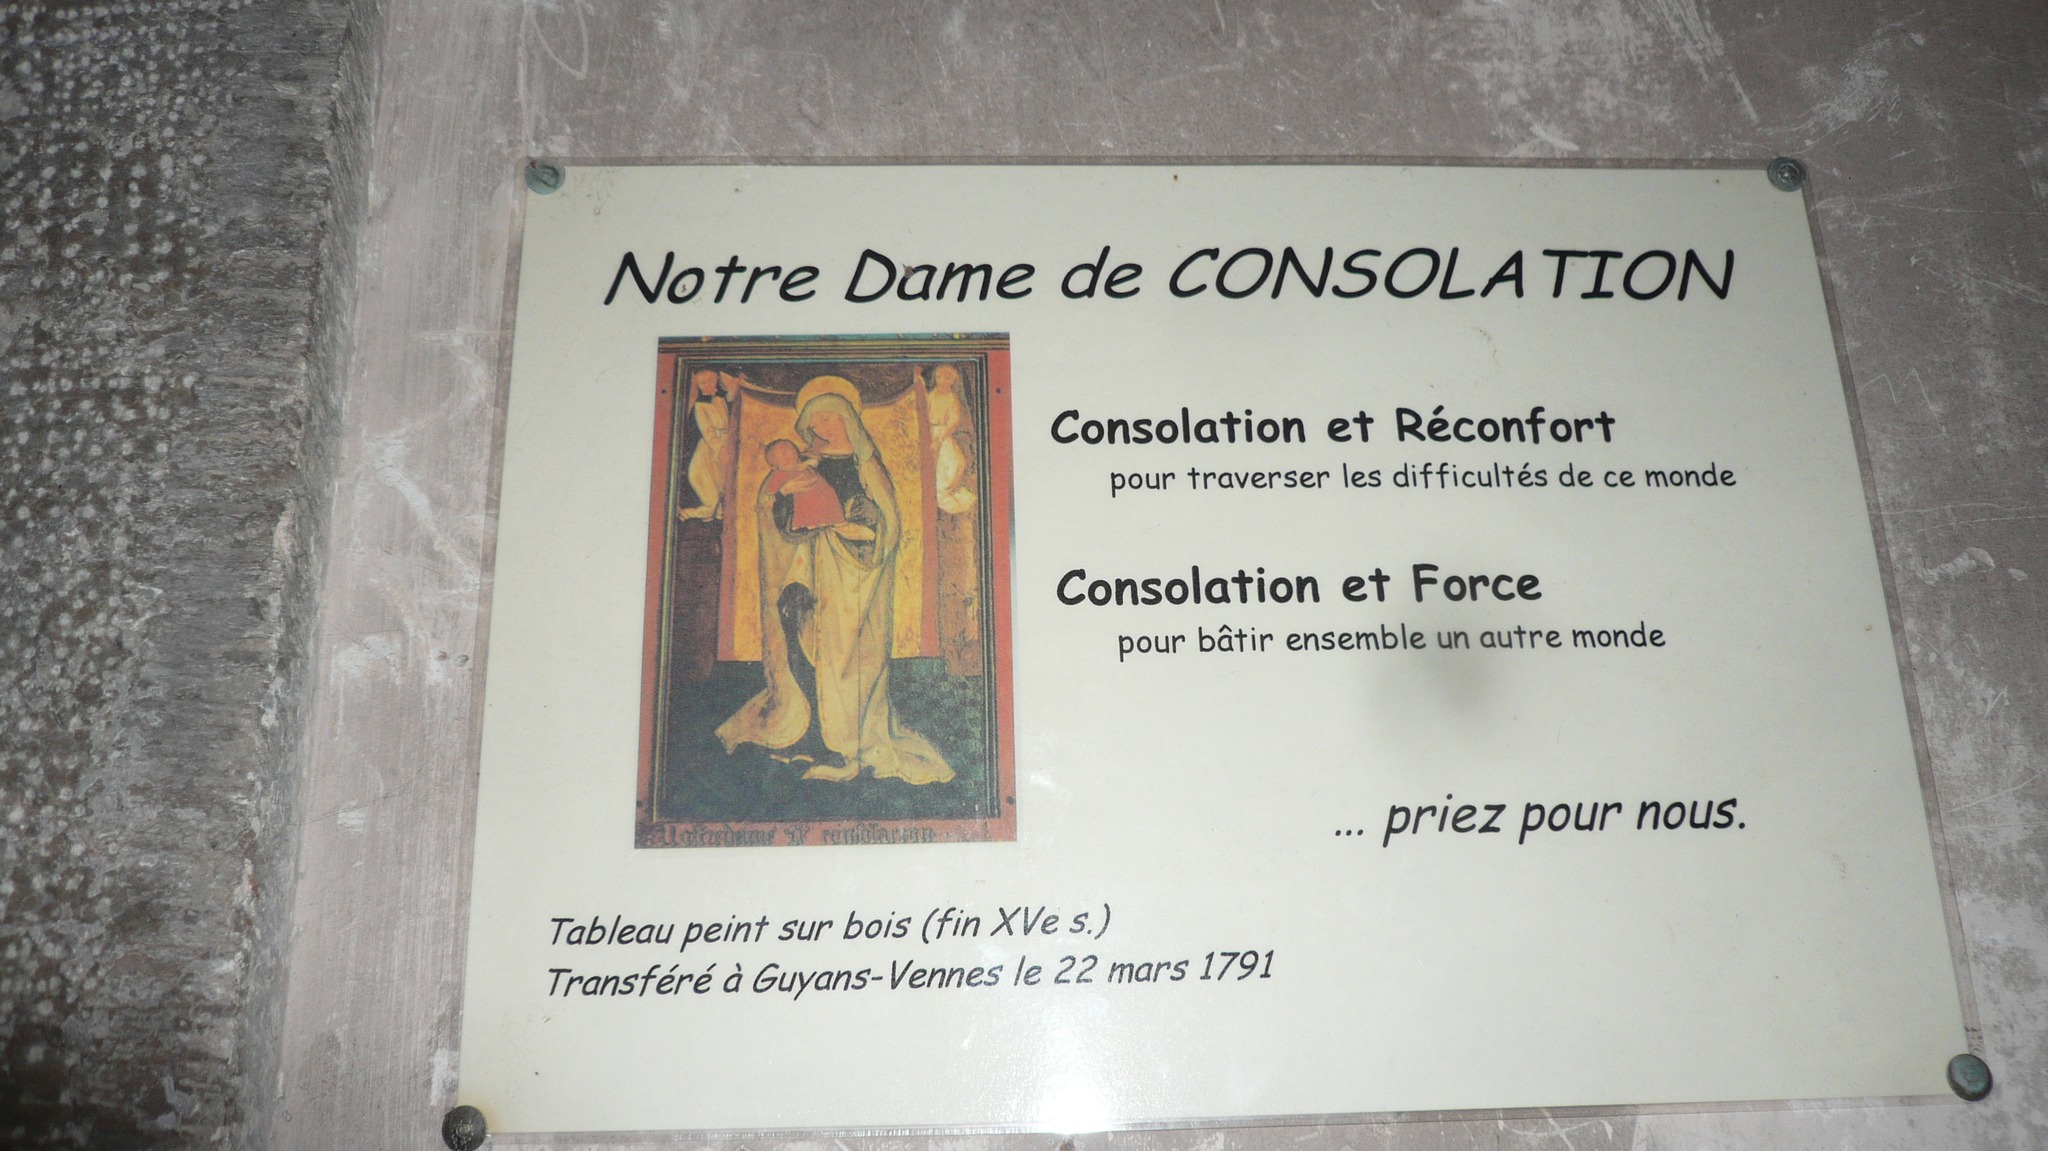 Notre Dame de CONSOLATION
Consolation et Réconfort
pour traverser les difficultés de ce monde
Consolation et Force
pour bâtir ensemble un autre monde
... priez pour nous.
Tableau peint sur bois (fin XVe s.)
Transféré à Guyans-Vennes le 22 mars 1791